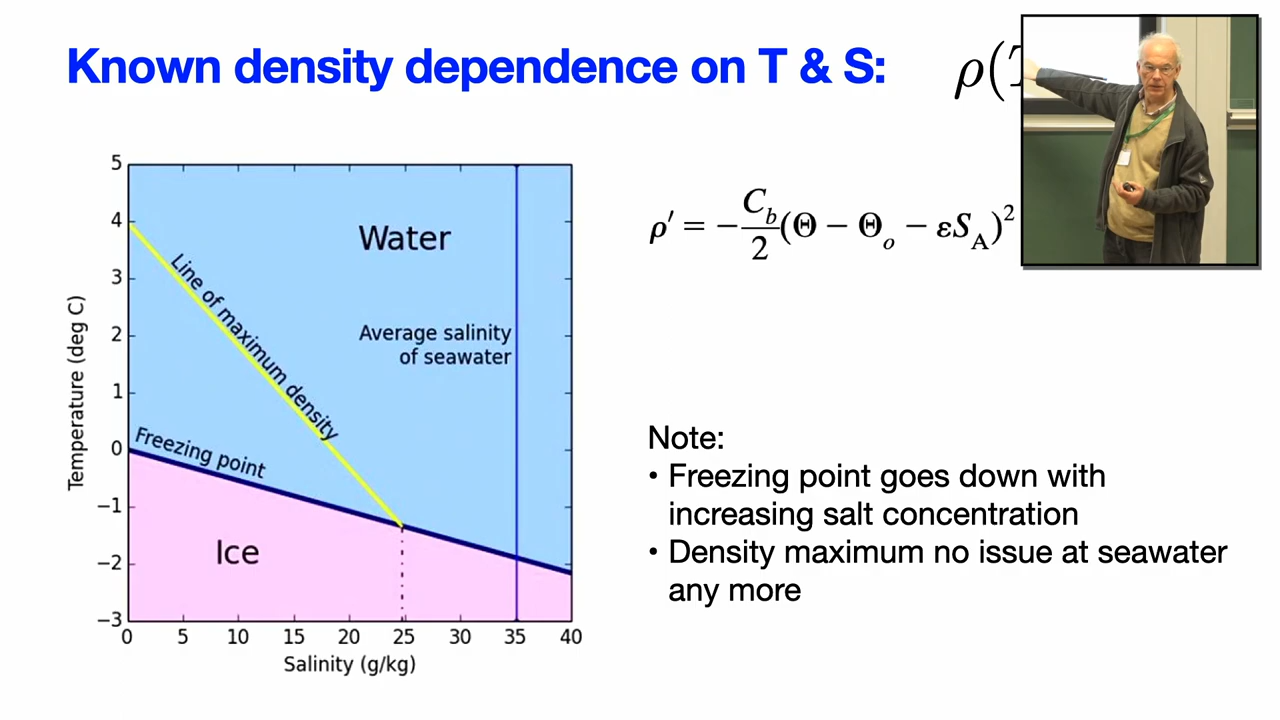 Known density dependence on T & S:
ρ(
ρ′ = −C_b/2(Θ − Θ_o − εS_A)²
5
4
3
2
1
0
−1
−2
−3
Temperature (deg C)
Water
Line of maximum density
Average salinity
of seawater
Freezing point
Ice
0 5 10 15 20 25 30 35 40
Salinity (g/kg)
Note:
• Freezing point goes down with
increasing salt concentration
• Density maximum no issue at seawater
any more